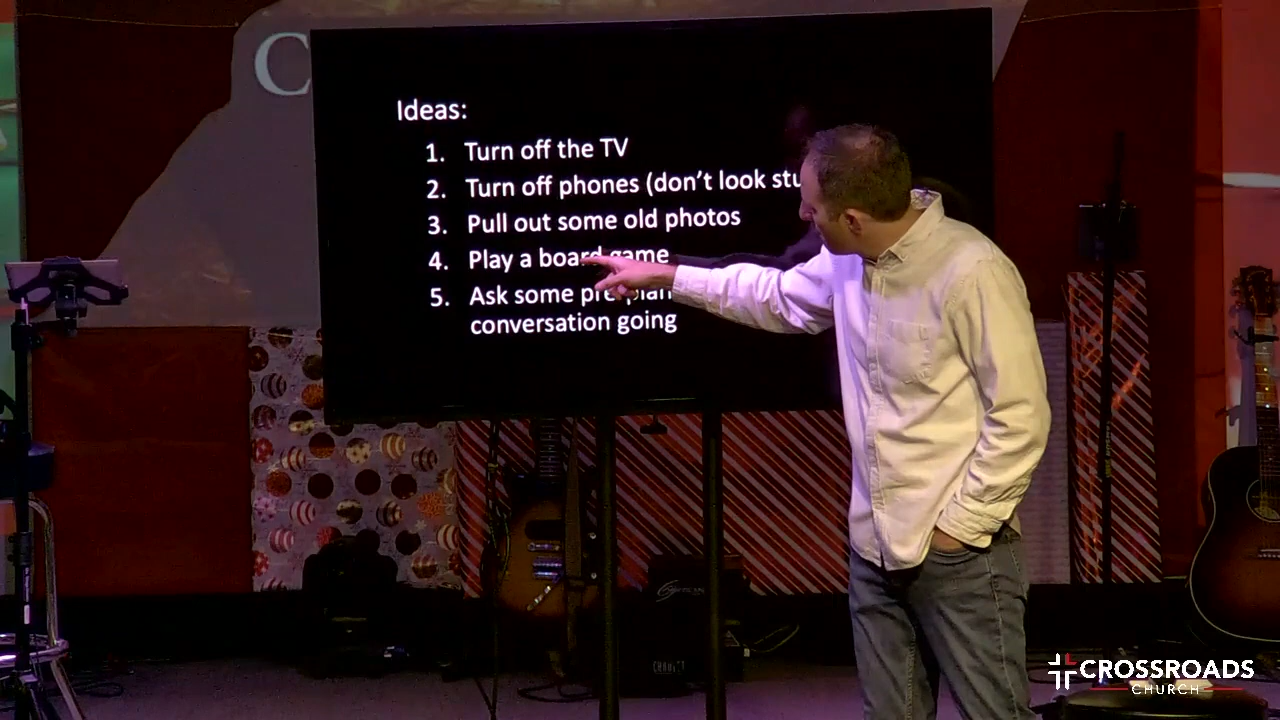 C
Ideas:
1. Turn off the TV
2. Turn off phones (don't look stu
3. Pull out some old photos
4. Play a board game
5. Ask some pre-plan
conversation going
CROSSROADS
CHURCH